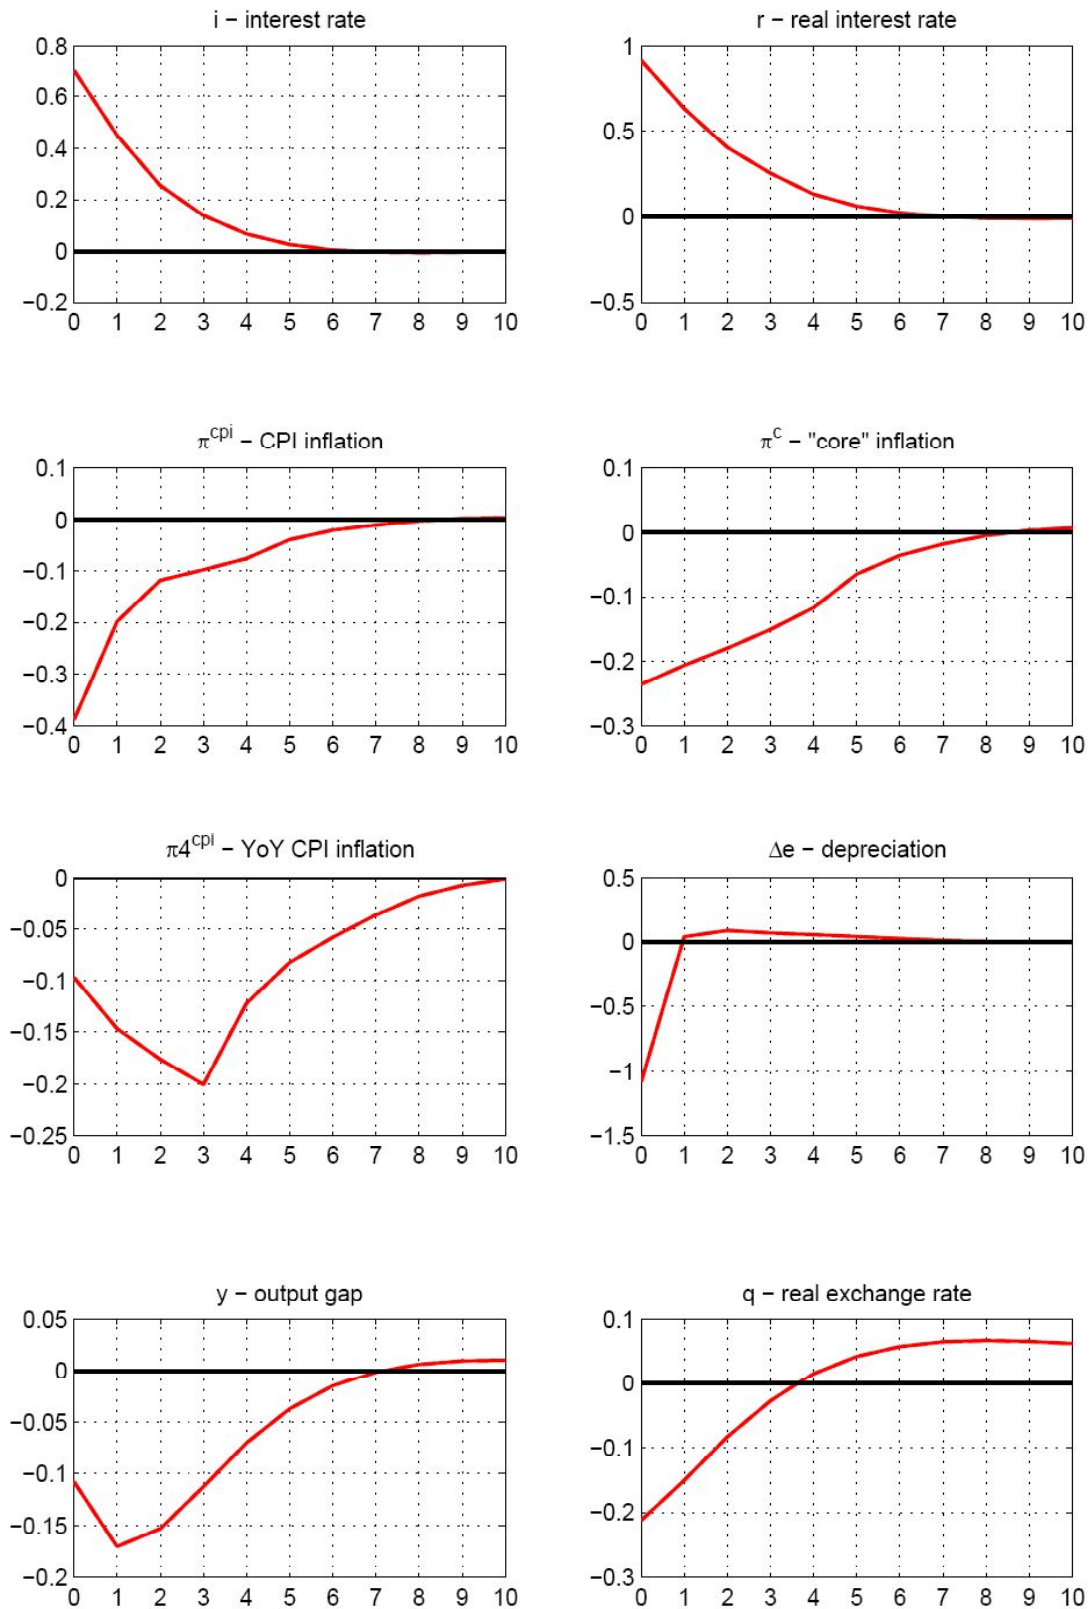 i − interest rate
0.8
0.6
0.4
0.2
0
−0.2
0 1 2 3 4 5 6 7 8 9 10
r − real interest rate
1
0.5
0
−0.5
0 1 2 3 4 5 6 7 8 9 10
π^cpi − CPI inflation
0.1
0
−0.1
−0.2
−0.3
−0.4
0 1 2 3 4 5 6 7 8 9 10
π^c − "core" inflation
0.1
0
−0.1
−0.2
−0.3
0 1 2 3 4 5 6 7 8 9 10
π4^cpi − YoY CPI inflation
0
−0.05
−0.1
−0.15
−0.2
−0.25
0 1 2 3 4 5 6 7 8 9 10
Δe − depreciation
0.5
0
−0.5
−1
−1.5
0 1 2 3 4 5 6 7 8 9 10
y − output gap
0.05
0
−0.05
−0.1
−0.15
−0.2
0 1 2 3 4 5 6 7 8 9 10
q − real exchange rate
0.1
0
−0.1
−0.2
−0.3
0 1 2 3 4 5 6 7 8 9 10